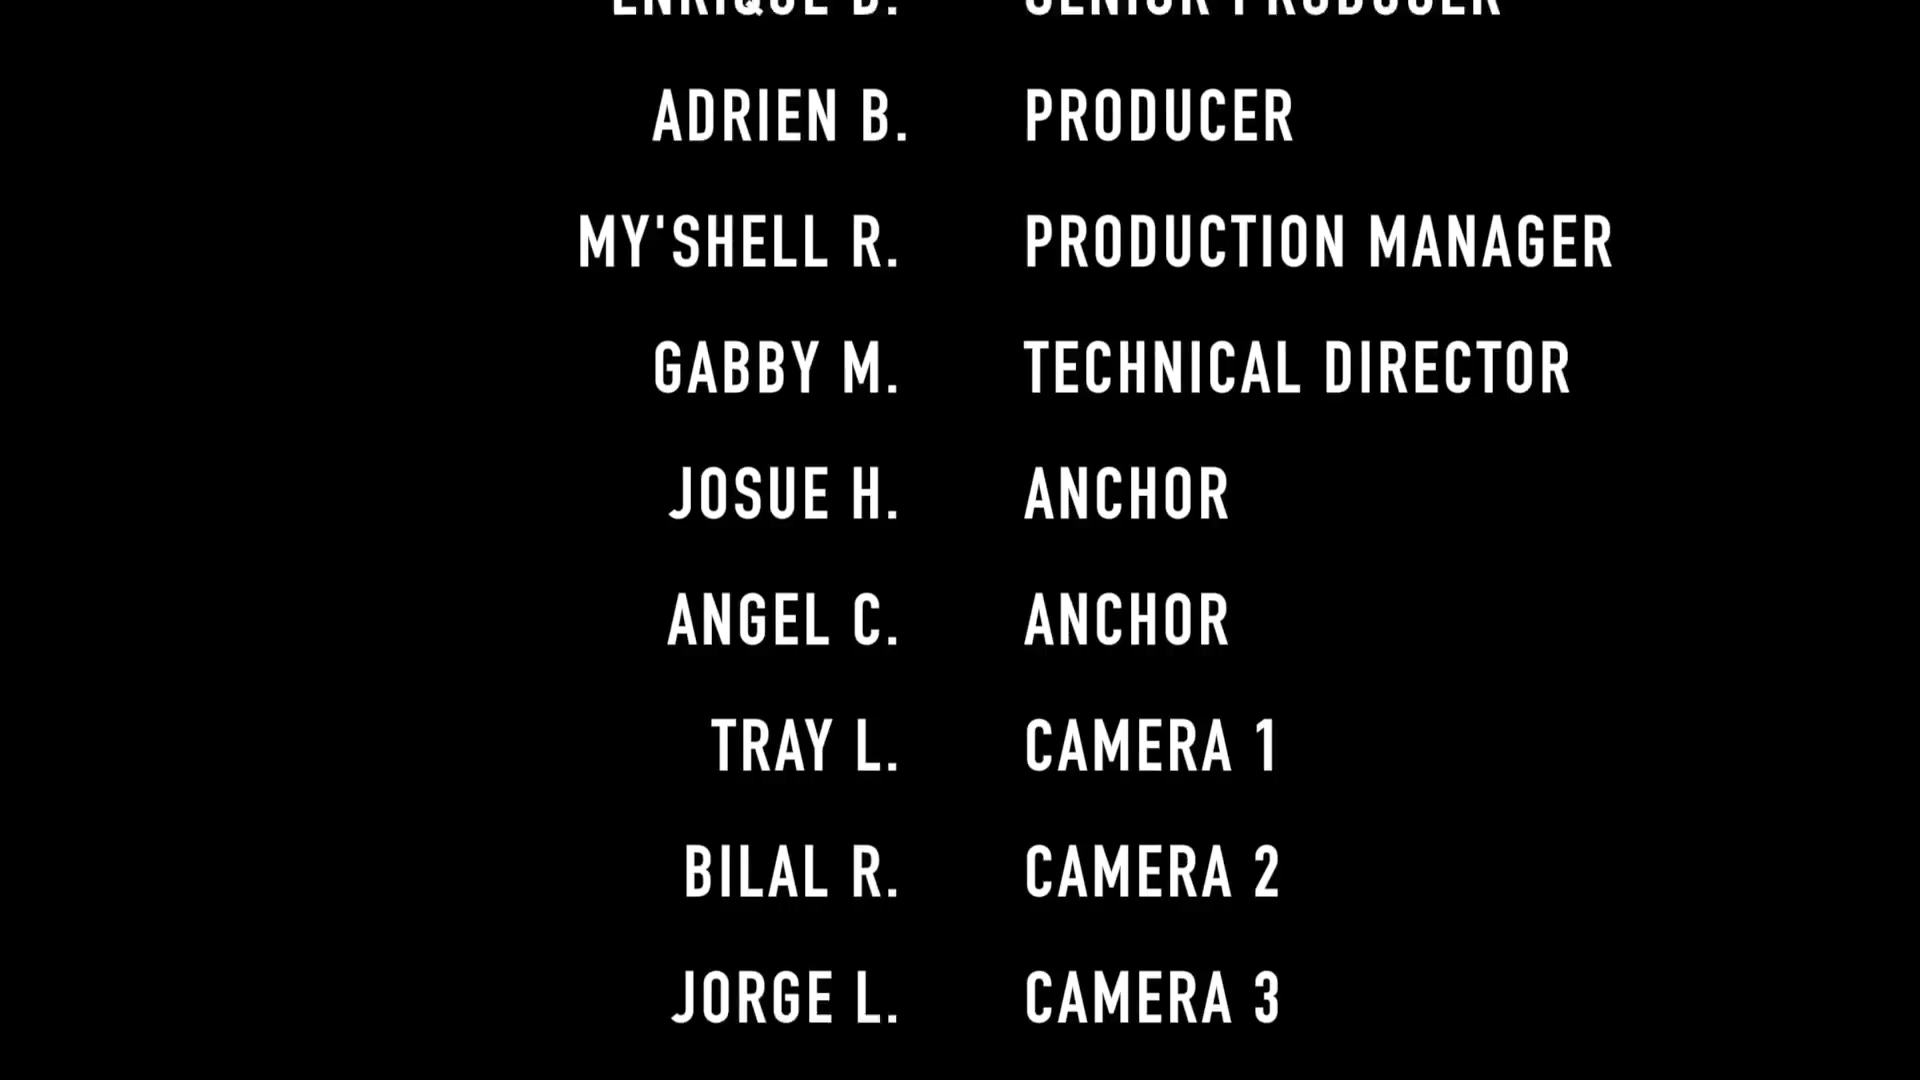 ENRIQUE B. SENIOR PRODUCER
ADRIEN B. PRODUCER
MY'SHELL R. PRODUCTION MANAGER
GABBY M. TECHNICAL DIRECTOR
JOSUE H. ANCHOR
ANGEL C. ANCHOR
TRAY L. CAMERA 1
BILAL R. CAMERA 2
JORGE L. CAMERA 3